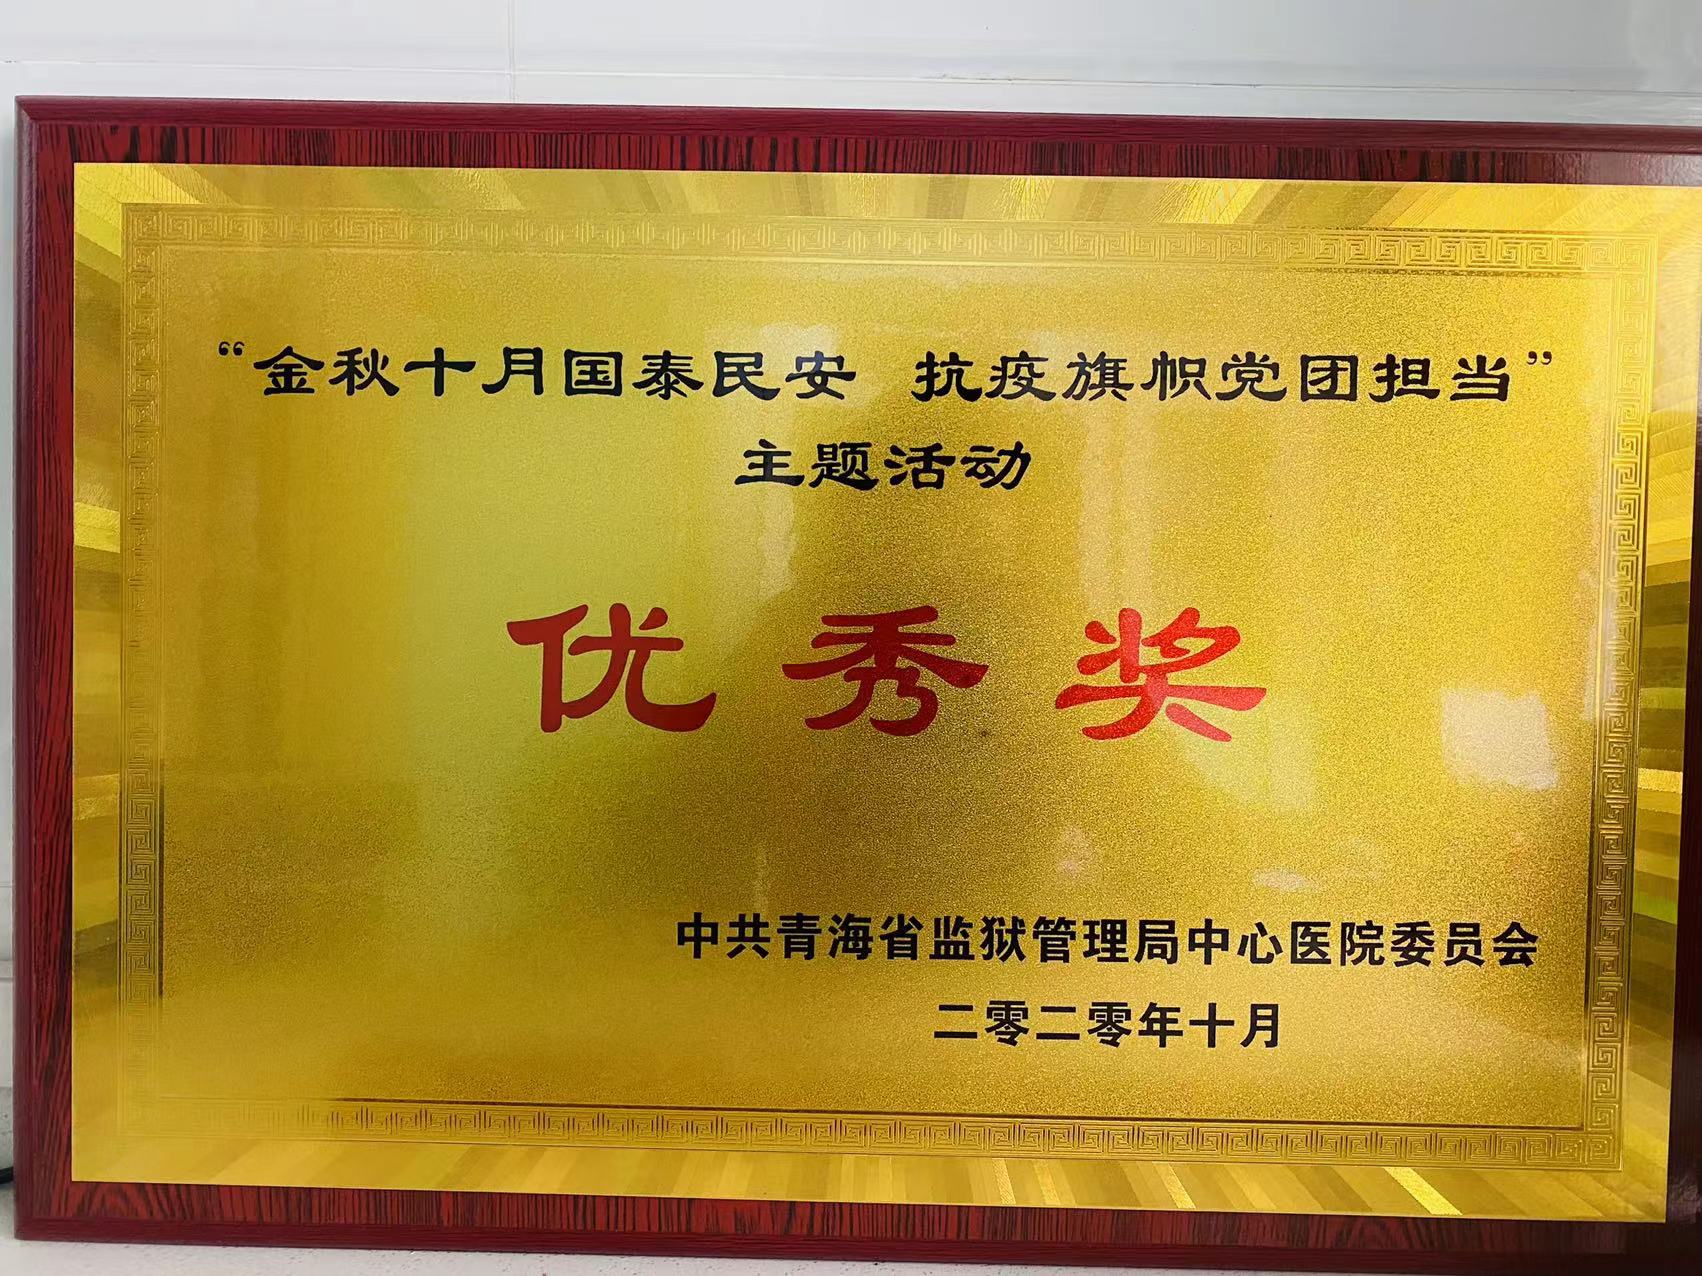 “金秋十月国泰民安 抗疫旗帜党团担当”
主题活动
优秀奖
中共青海省监狱管理局中心医院委员会
二零二零年十月